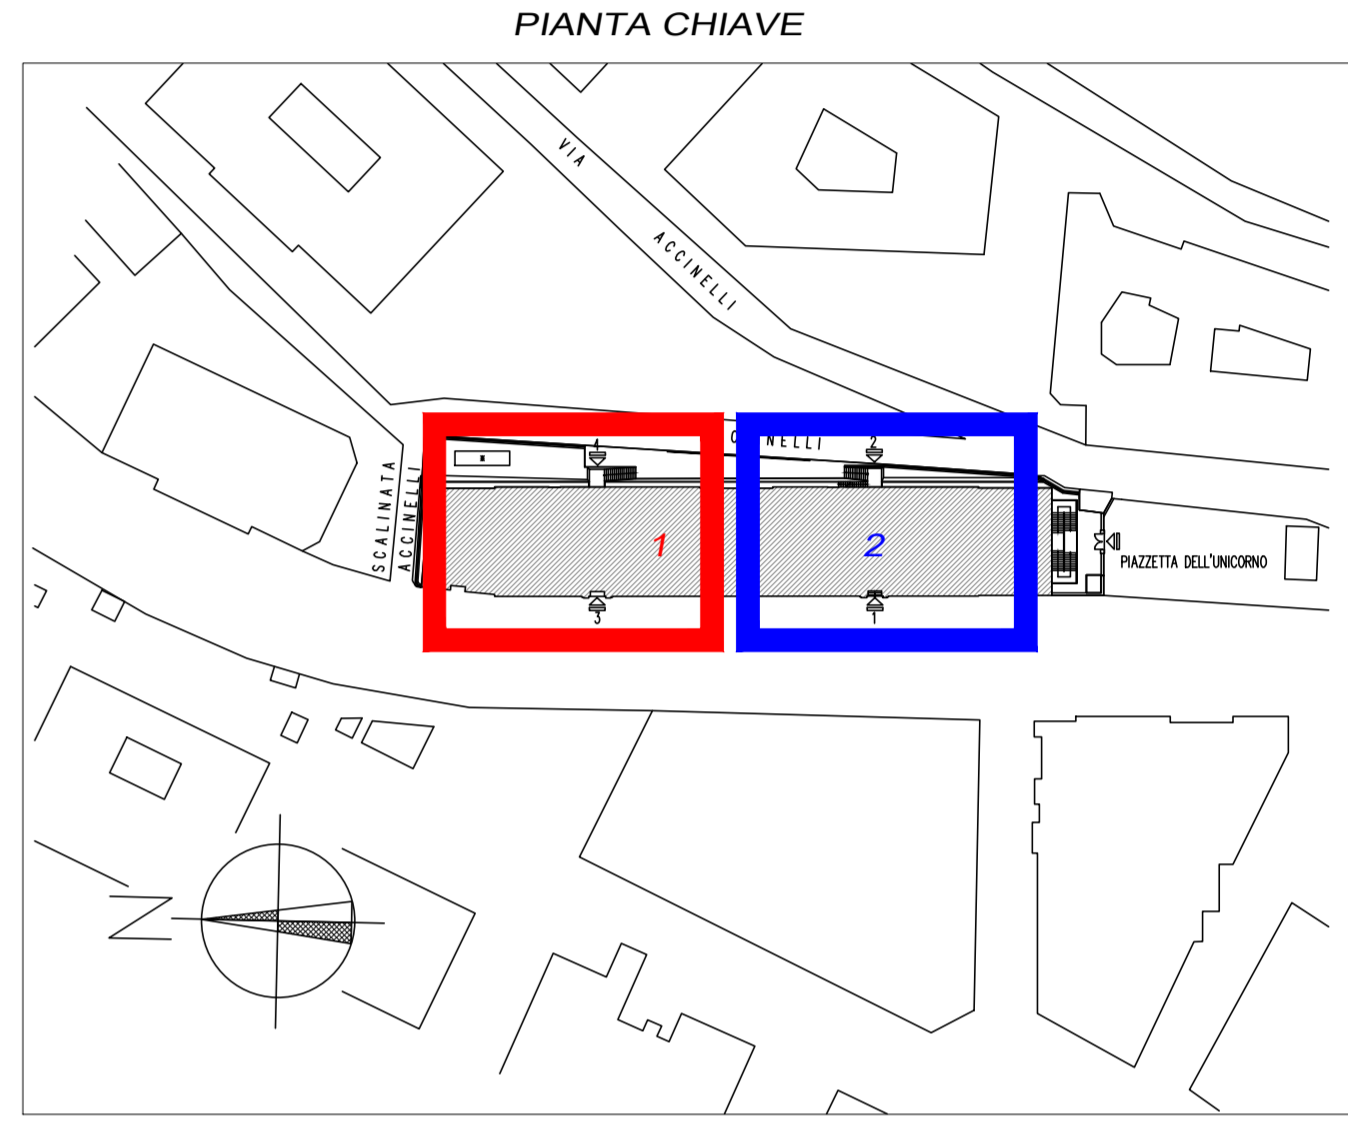 PIANTA CHIAVE
VIA
ACCINELLI
NELLI
4
2
SCALINATA
ACCINELLI
1
2
PIAZZETTA DELL'UNICORNO
3
1
N